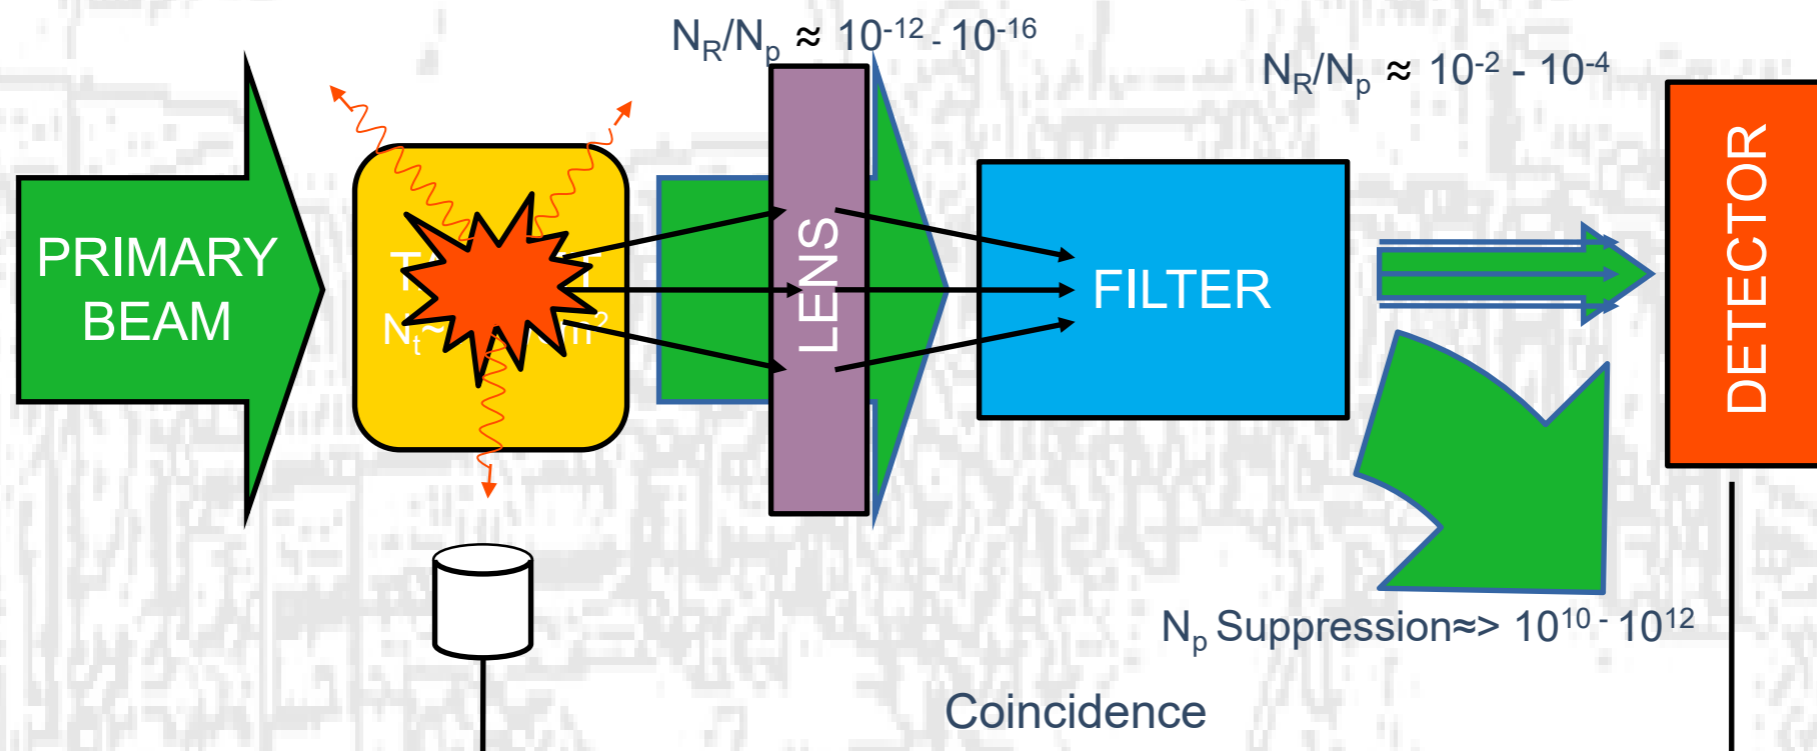 N_R/N_p ≈ 10^-12 - 10^-16
N_R/N_p ≈ 10^-2 - 10^-4
PRIMARY
BEAM
N_t ~
LENS
FILTER
DETECTOR
N_p Suppression≈> 10^10 - 10^12
Coincidence